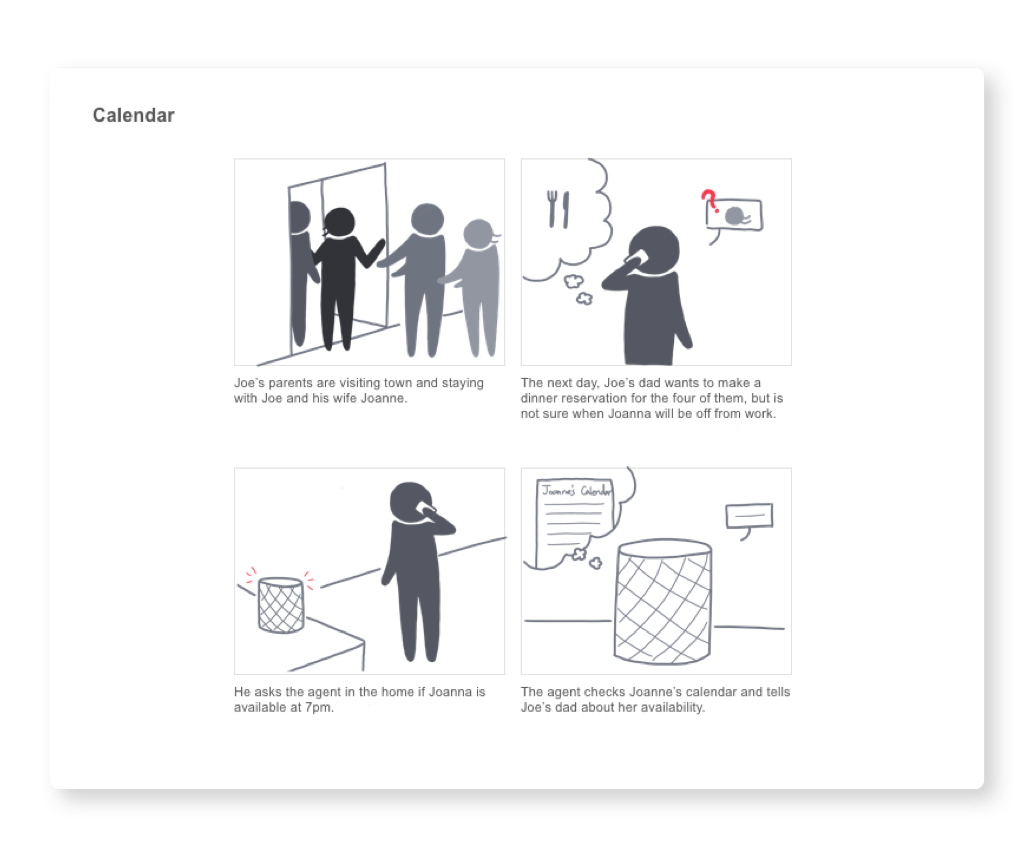 Calendar
Joe's parents are visiting town and staying
with Joe and his wife Joanne.
The next day, Joe's dad wants to make a
dinner reservation for the four of them, but is
not sure when Joanna will be off from work.
?
Joanne's Calendar
He asks the agent in the home if Joanna is
available at 7pm.
The agent checks Joanne's calendar and tells
Joe's dad about her availability.